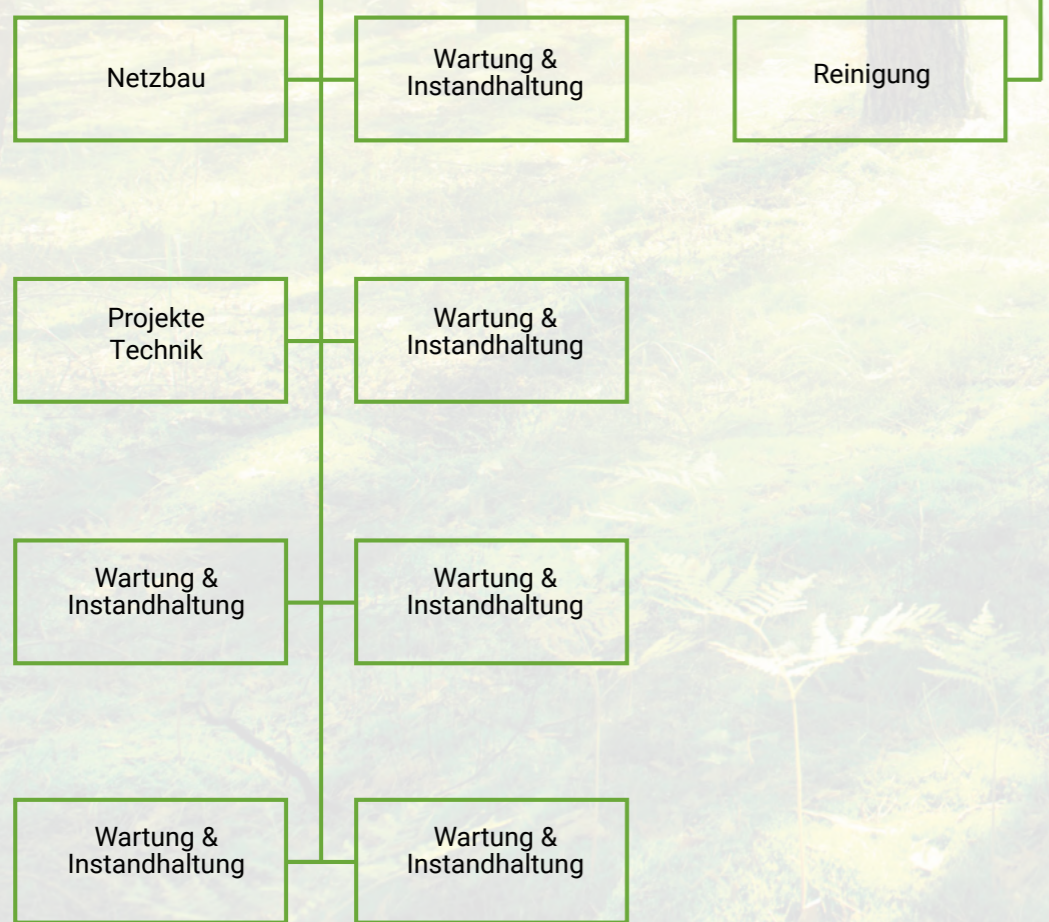 Netzbau
Wartung &
Instandhaltung
Reinigung
Projekte
Technik
Wartung &
Instandhaltung
Wartung &
Instandhaltung
Wartung &
Instandhaltung
Wartung &
Instandhaltung
Wartung &
Instandhaltung